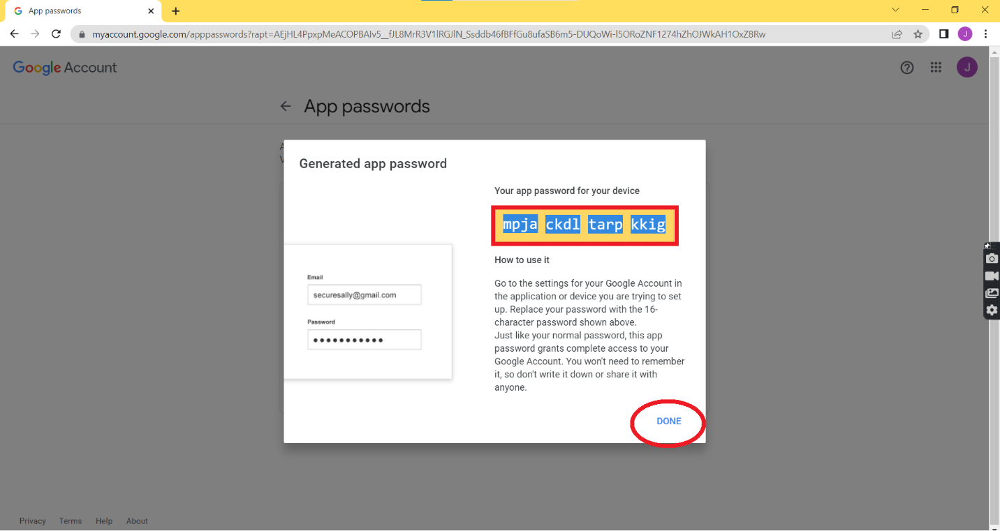 App passwords
myaccount.google.com/apppasswords?rapt=AEjHL4PpxpMeACOPBAIv5__fJL8MrR3V1lRGJlN_Ssddb46fBFfGu8ufaSB6m5-DUQoWi-l5ORoZNF1274hZhOJWkAH1OxZ8Rw
J
Google Account
J
App passwords
Generated app password
Your app password for your device
mpja ckdl tarp kkig
How to use it
Email
securesally@gmail.com
Password
Go to the settings for your Google Account in
the application or device you are trying to set
up. Replace your password with the 16-
character password shown above.
Just like your normal password, this app
password grants complete access to your
Google Account. You won't need to remember
it, so don't write it down or share it with
anyone.
DONE
Privacy Terms Help About